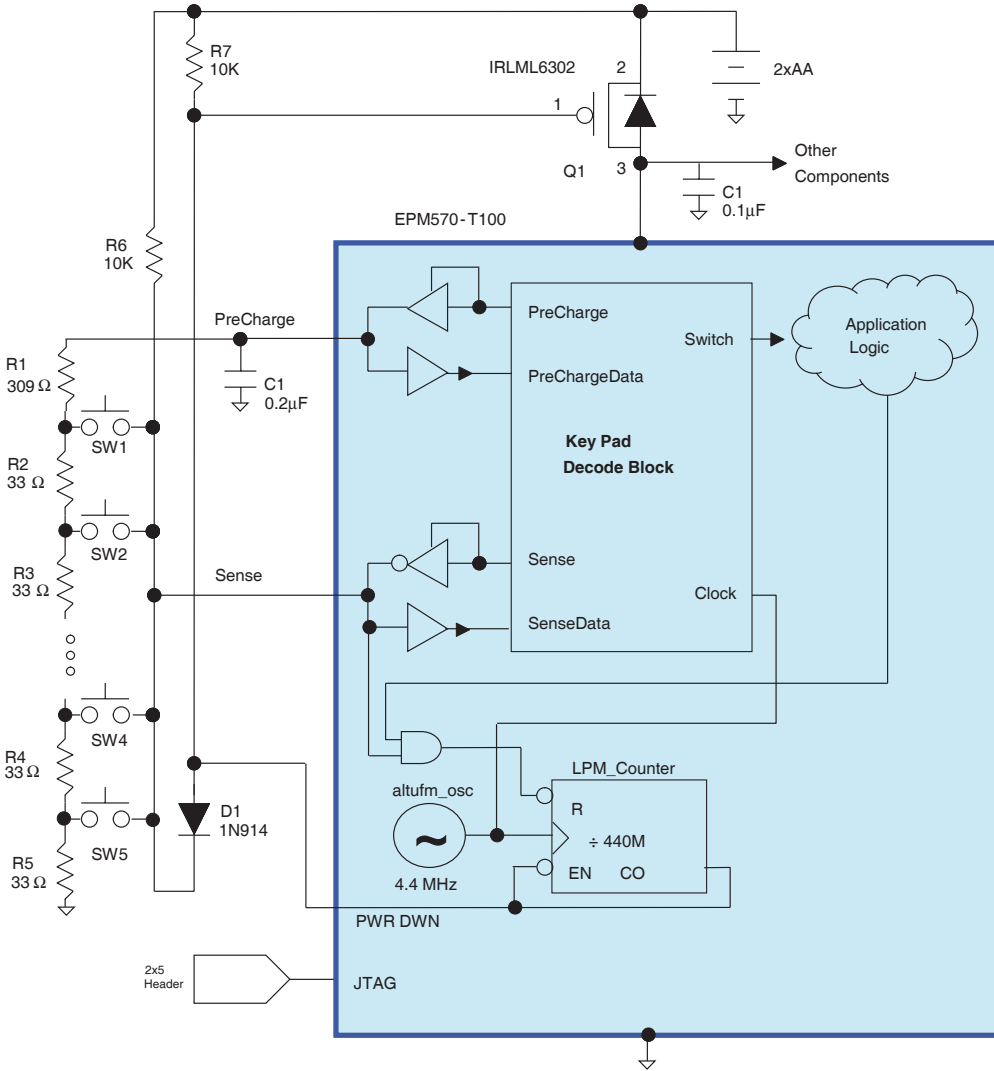 R7
10K
IRLML6302
2
2xAA
1
Q1
3
Other
Components
C1
0.1µF
EPM570-T100
R6
10K
PreCharge
PreCharge
Switch
Application
Logic
R1
309 Ω
C1
0.2µF
PreChargeData
SW1
Key Pad
Decode Block
R2
33 Ω
SW2
R3
33 Ω
Sense
Sense
Clock
SenseData
SW4
R4
33 Ω
LPM_Counter
D1
1N914
altufm_osc
R
~
÷ 440M
SW5
R5
33 Ω
4.4 MHz
EN CO
PWR DWN
2x5
Header
JTAG